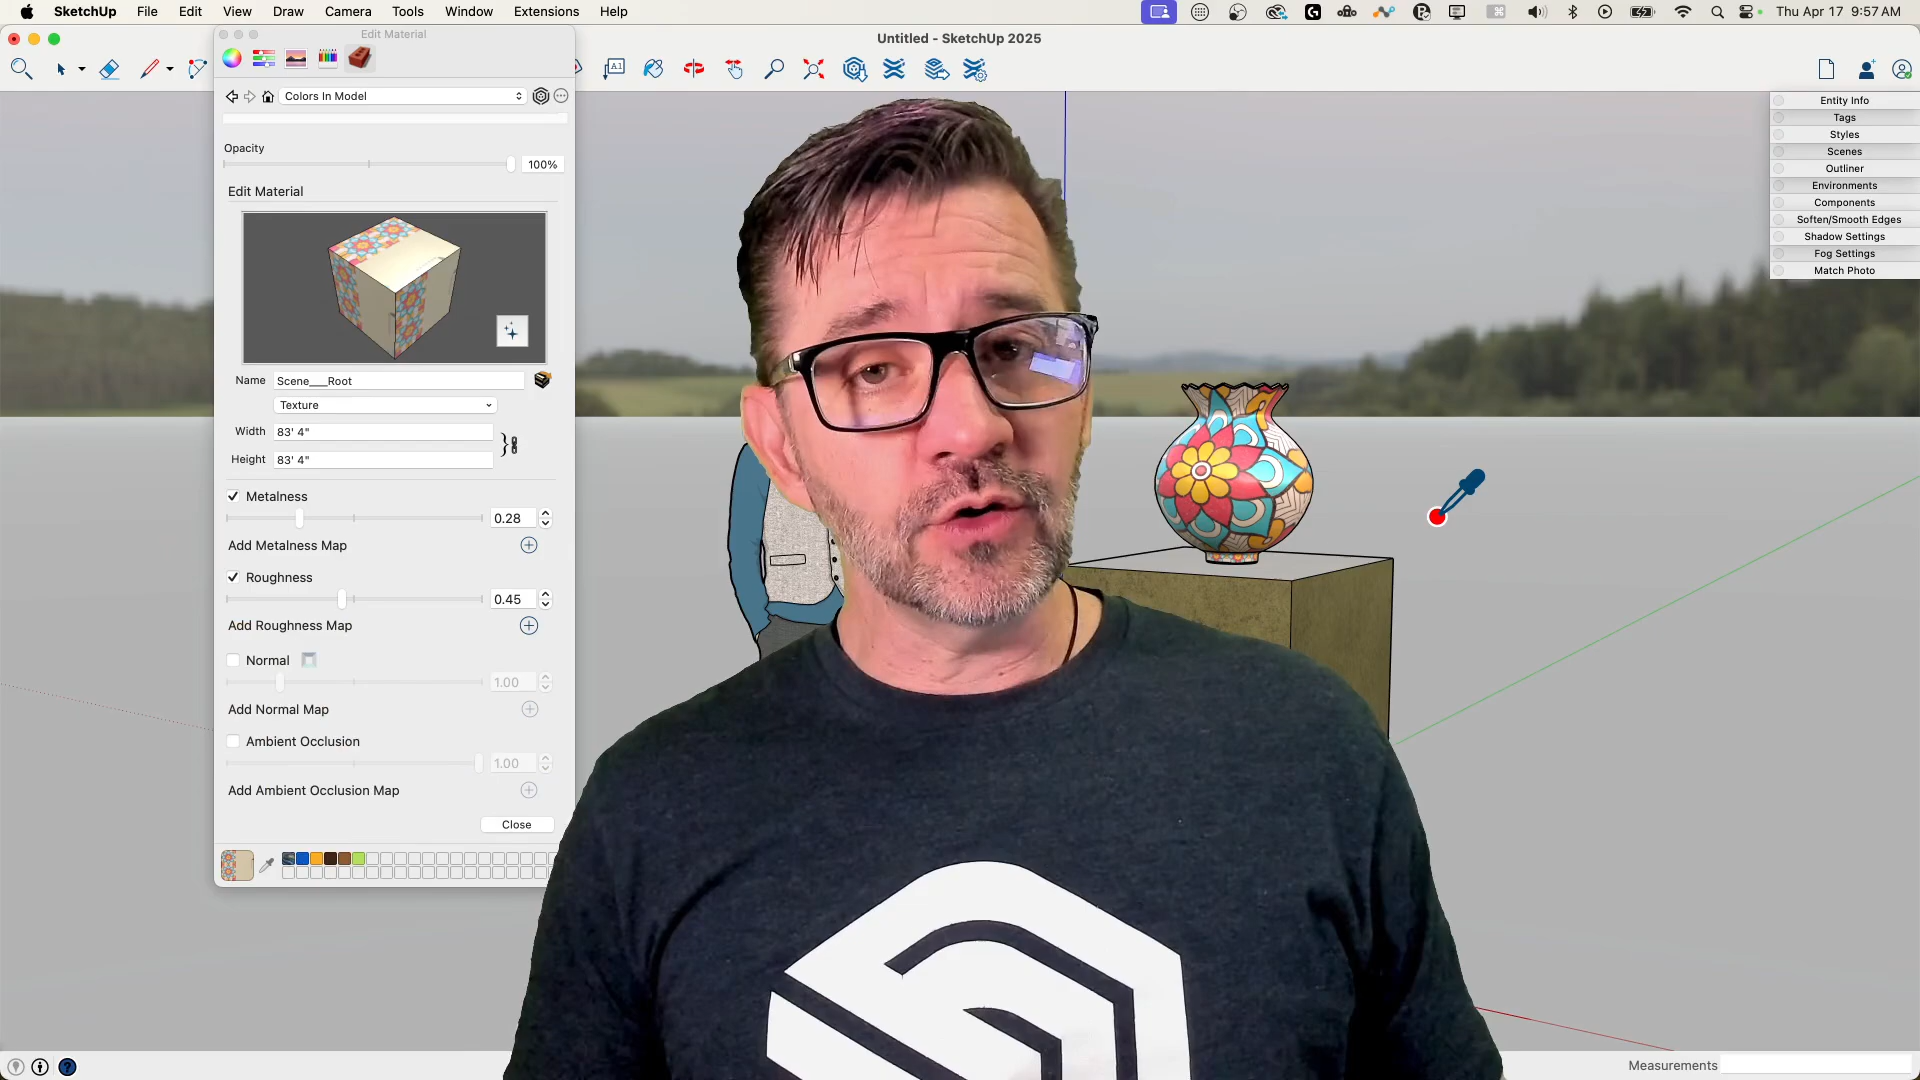 SketchUp File Edit View Draw Camera Tools Window Extensions Help
Thu Apr 17 9:57 AM
Untitled - SketchUp 2025
Edit Material
A1
Colors In Model
Opacity
100%
Edit Material
Name Scene___Root
Texture
Width 83' 4"
Height 83' 4"
Metalness
0.28
Add Metalness Map
Roughness
0.45
Add Roughness Map
Normal
1.00
Add Normal Map
Ambient Occlusion
1.00
Add Ambient Occlusion Map
Close
Entity Info
Tags
Styles
Scenes
Outliner
Environments
Components
Soften/Smooth Edges
Shadow Settings
Fog Settings
Match Photo
Measurements